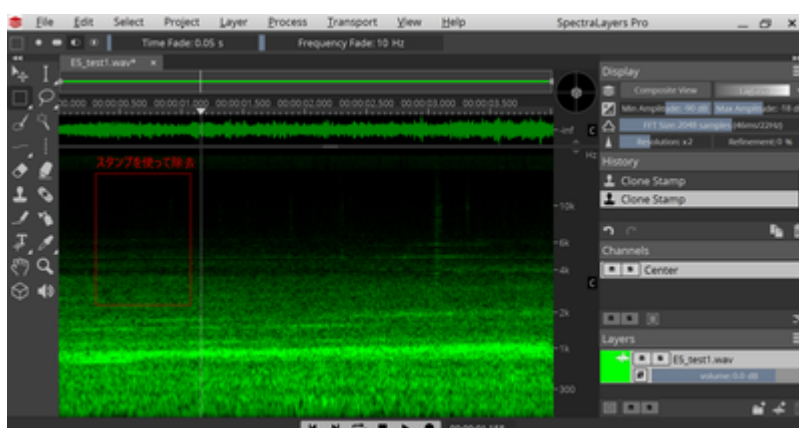 File Edit Select Project Layer Process Transport View Help SpectraLayers Pro
Time Fade: 0.05 s Frequency Fade: 10 Hz
ES_test1.wav* ×
Display
Composite View
00:00:00.500 00:00:01.000 00:00:01.500 00:00:02.000 00:00:02.500 00:00:03.000 00:00:03.500
Min Amplitude: -90 dB Max Amplitude: -18 d
-inf C
FFT Size: 2048 samples (46ms/22Hz)
Resolution: x2 Refinement: 0 %
Hz
History
スタンプを使って除去
Clone Stamp
Clone Stamp
10k
6k
Channels
4k
Center
C
2k
Layers
1k
ES_test1.wav
volume: 0.0 dB
300